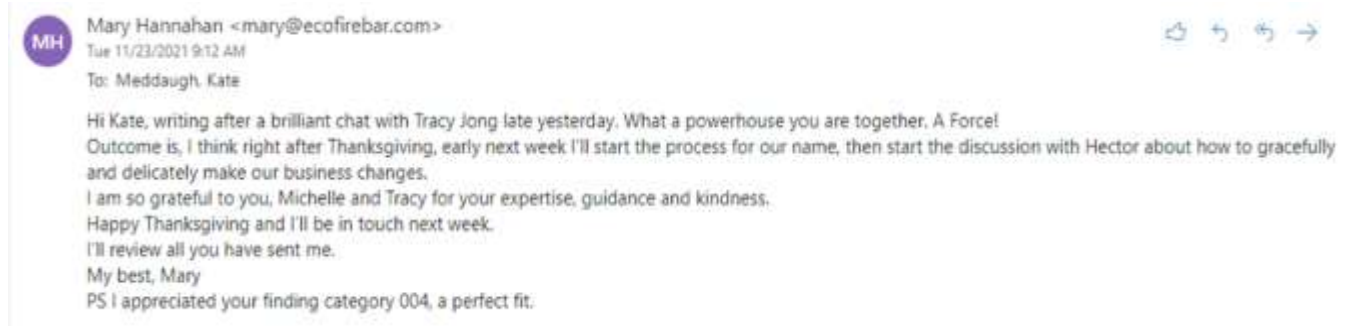 MH
Mary Hannahan <mary@ecofirebar.com>
Tue 11/23/2021 9:12 AM
To: Meddaugh, Kate
Hi Kate, writing after a brilliant chat with Tracy Jong late yesterday. What a powerhouse you are together. A Force!
Outcome is, I think right after Thanksgiving, early next week I'll start the process for our name, then start the discussion with Hector about how to gracefully
and delicately make our business changes.
I am so grateful to you, Michelle and Tracy for your expertise, guidance and kindness.
Happy Thanksgiving and I'll be in touch next week.
I'll review all you have sent me.
My best, Mary
PS I appreciated your finding category 004, a perfect fit.